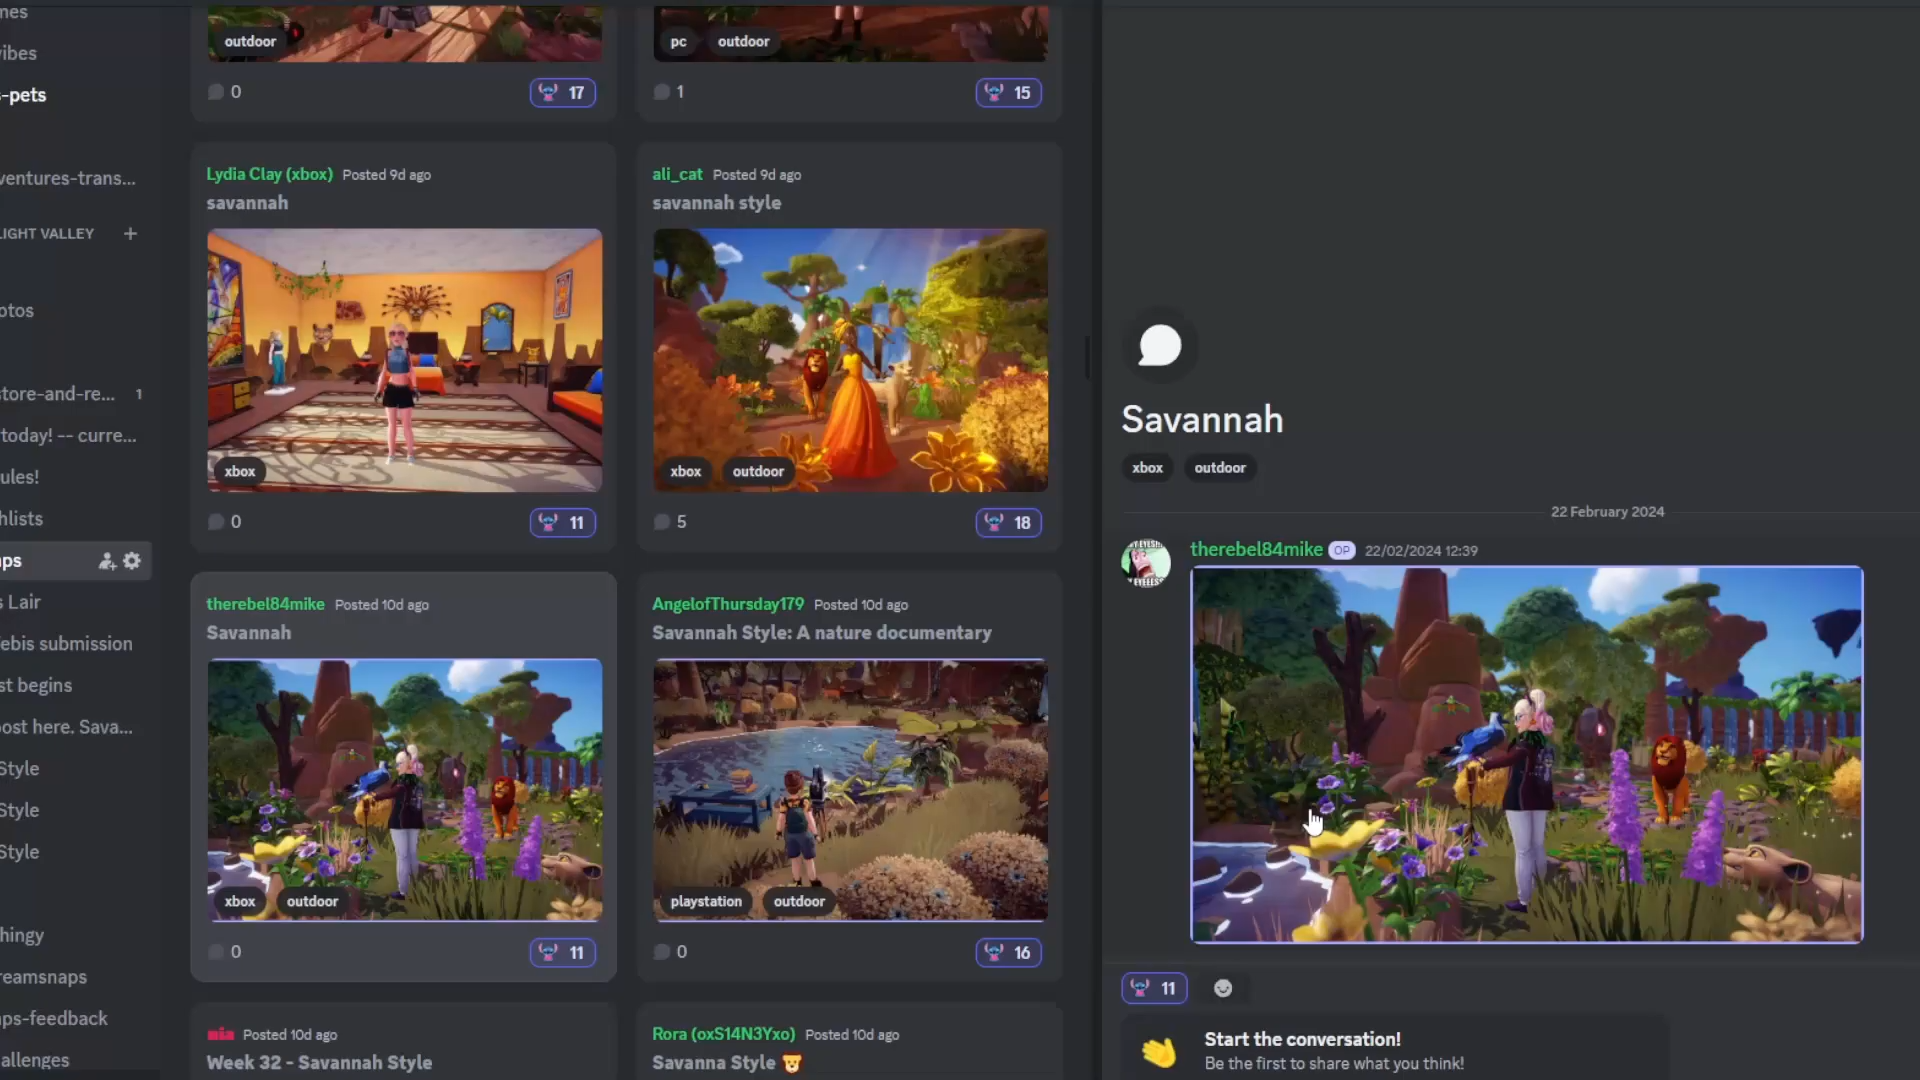 nes
vibes
s-pets
ventures-trans...
LIGHT VALLEY
otos
store-and-re... 1
today! -- curre...
ules!
hlists
aps
s Lair
ebis submission
st begins
post here. Sava...
Style
Style
Style
hingy
reamsnaps
aps-feedback
allenges
outdoor
0
17
pc
outdoor
1
15
Lydia Clay (xbox) Posted 9d ago
savannah
xbox
0
11
ali_cat Posted 9d ago
savannah style
xbox
outdoor
5
18
therebel84mike Posted 10d ago
Savannah
xbox
outdoor
0
11
AngelofThursday179 Posted 10d ago
Savannah Style: A nature documentary
playstation
outdoor
0
16
mia Posted 10d ago
Week 32 - Savannah Style
Rora (oxS14N3Yxo) Posted 10d ago
Savanna Style 🦁
Savannah
xbox
outdoor
22 February 2024
therebel84mike OP 22/02/2024 12:39
11
Start the conversation!
Be the first to share what you think!